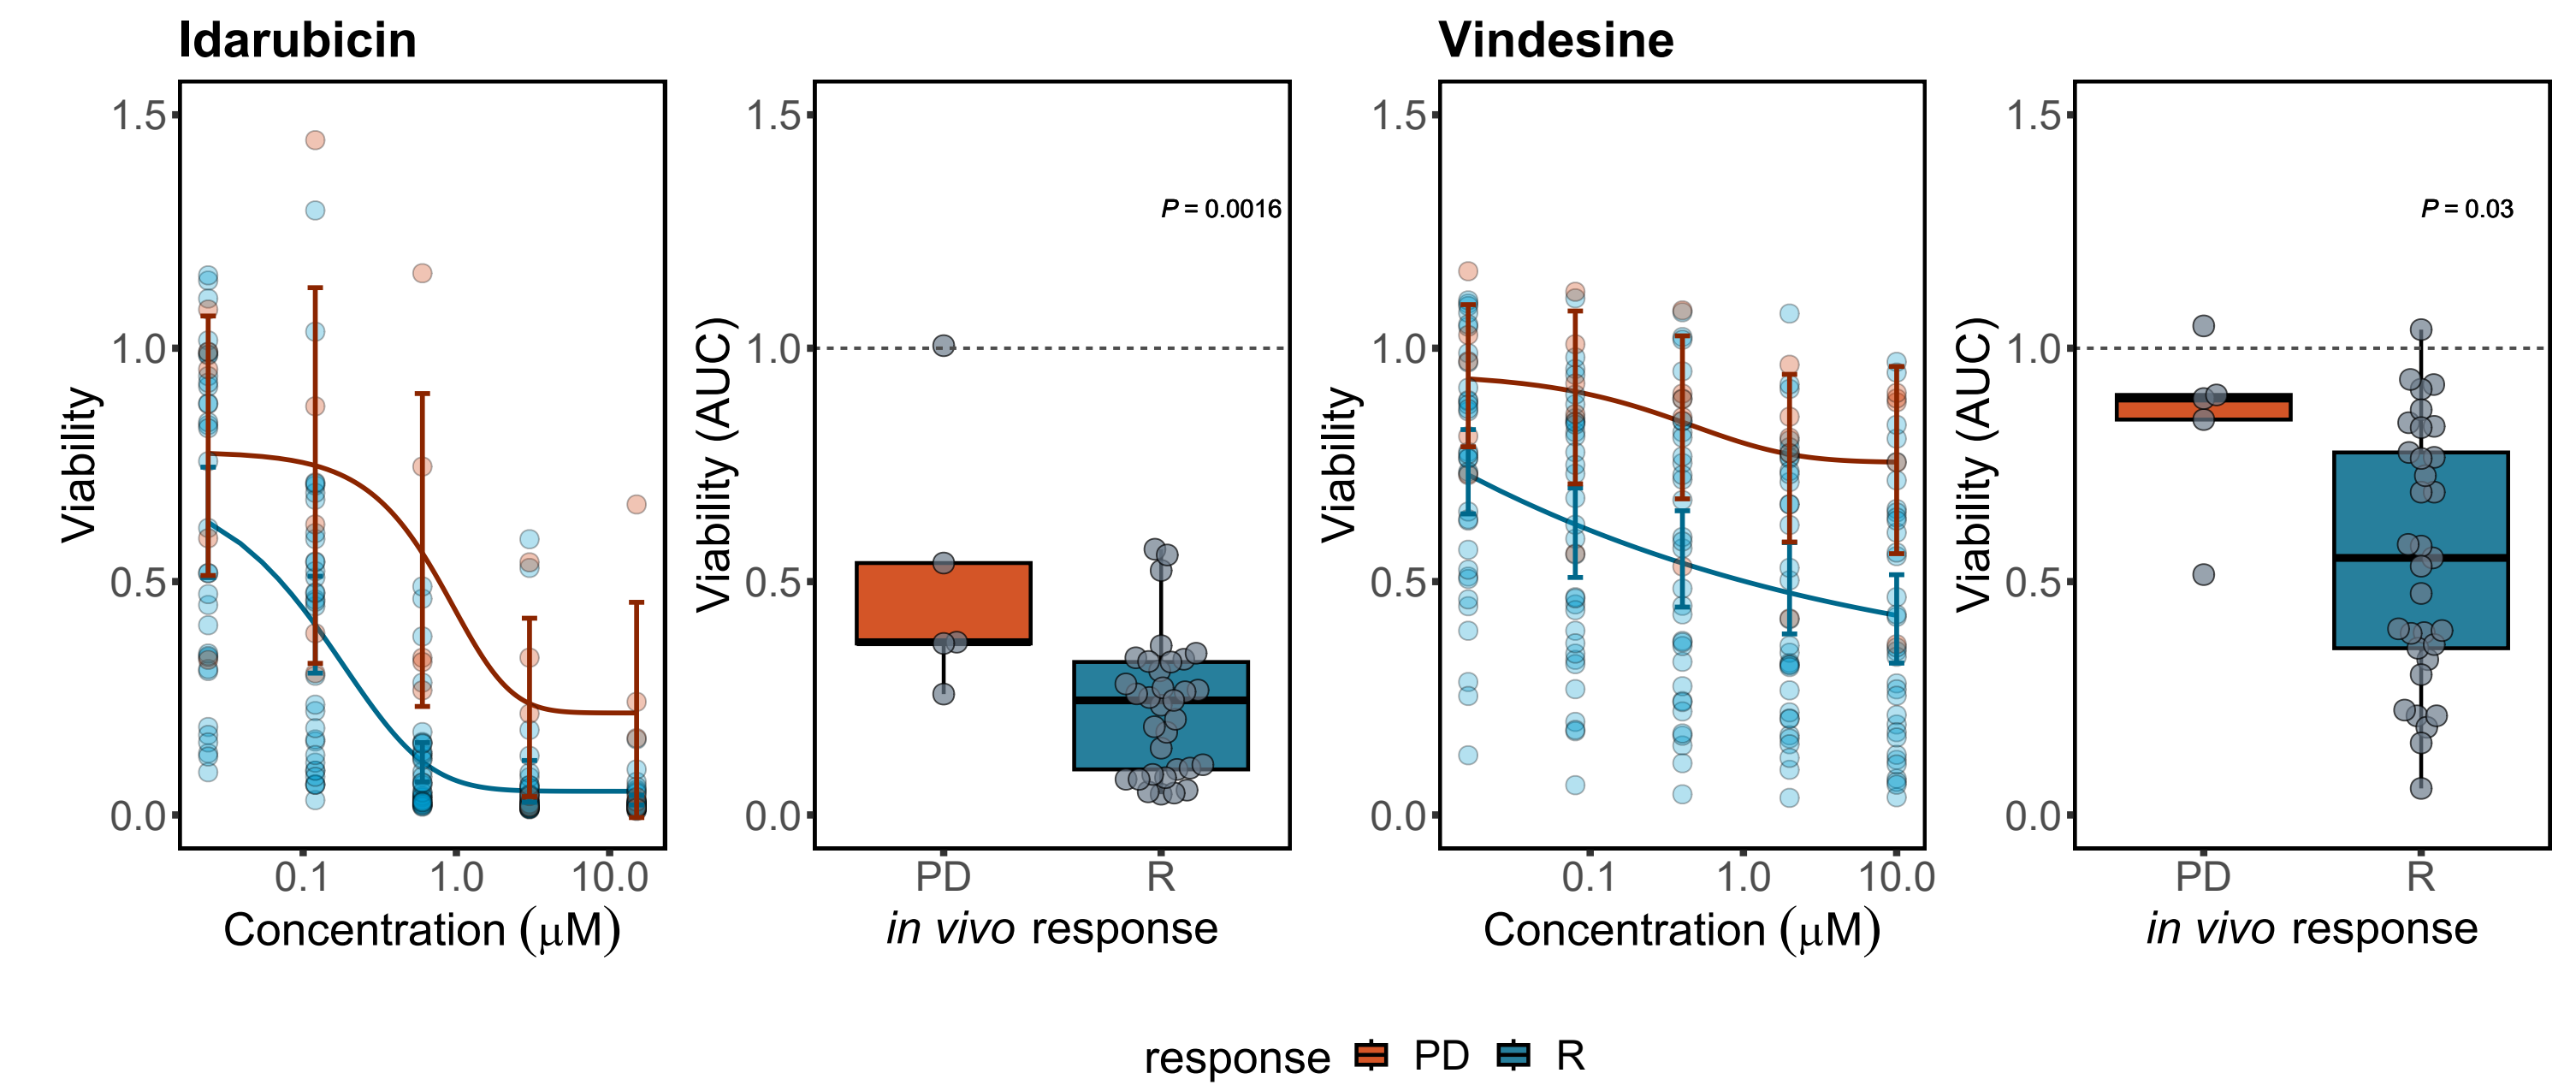 Idarubicin
Viability
1.5
1.0
0.5
0.0
0.1 1.0 10.0
Concentration (μM)
Viability (AUC)
1.5
1.0
0.5
0.0
P = 0.0016
PD R
in vivo response
Vindesine
Viability
1.5
1.0
0.5
0.0
0.1 1.0 10.0
Concentration (μM)
Viability (AUC)
1.5
1.0
0.5
0.0
P = 0.03
PD R
in vivo response
response PD R